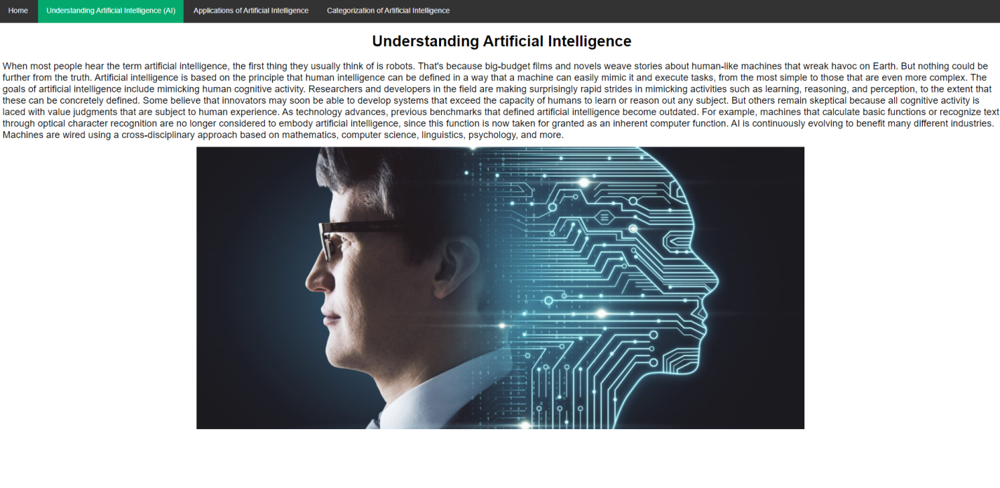 Home Understanding Artificial Intelligence (AI) Applications of Artificial Intelligence Categorization of Artificial Intelligence
Understanding Artificial Intelligence
When most people hear the term artificial intelligence, the first thing they usually think of is robots. That's because big-budget films and novels weave stories about human-like machines that wreak havoc on Earth. But nothing could be
further from the truth. Artificial intelligence is based on the principle that human intelligence can be defined in a way that a machine can easily mimic it and execute tasks, from the most simple to those that are even more complex. The
goals of artificial intelligence include mimicking human cognitive activity. Researchers and developers in the field are making surprisingly rapid strides in mimicking activities such as learning, reasoning, and perception, to the extent that
these can be concretely defined. Some believe that innovators may soon be able to develop systems that exceed the capacity of humans to learn or reason out any subject. But others remain skeptical because all cognitive activity is
laced with value judgments that are subject to human experience. As technology advances, previous benchmarks that defined artificial intelligence become outdated. For example, machines that calculate basic functions or recognize text
through optical character recognition are no longer considered to embody artificial intelligence, since this function is now taken for granted as an inherent computer function. AI is continuously evolving to benefit many different industries.
Machines are wired using a cross-disciplinary approach based on mathematics, computer science, linguistics, psychology, and more.